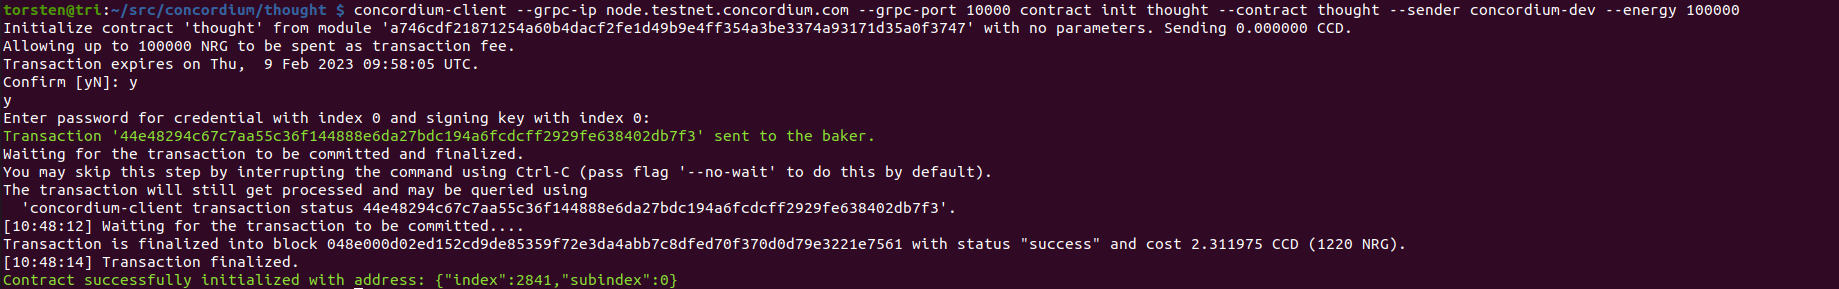 torsten@tri:~/src/concordium/thought $ concordium-client --grpc-ip node.testnet.concordium.com --grpc-port 10000 contract init thought --contract thought --sender concordium-dev --energy 100000
Initialize contract 'thought' from module 'a746cdf21871254a60b4dacf2fe1d49b9e4ff354a3be3374a93171d35a0f3747' with no parameters. Sending 0.000000 CCD.
Allowing up to 100000 NRG to be spent as transaction fee.
Transaction expires on Thu,  9 Feb 2023 09:58:05 UTC.
Confirm [yN]: y
y
Enter password for credential with index 0 and signing key with index 0:
Transaction '44e48294c67c7aa55c36f144888e6da27bdc194a6fcdcff2929fe638402db7f3' sent to the baker.
Waiting for the transaction to be committed and finalized.
You may skip this step by interrupting the command using Ctrl-C (pass flag '--no-wait' to do this by default).
The transaction will still get processed and may be queried using
  'concordium-client transaction status 44e48294c67c7aa55c36f144888e6da27bdc194a6fcdcff2929fe638402db7f3'.
[10:48:12] Waiting for the transaction to be committed....
Transaction is finalized into block 048e000d02ed152cd9de85359f72e3da4abb7c8dfed70f370d0d79e3221e7561 with status "success" and cost 2.311975 CCD (1220 NRG).
[10:48:14] Transaction finalized.
Contract successfully initialized with address: {"index":2841,"subindex":0}